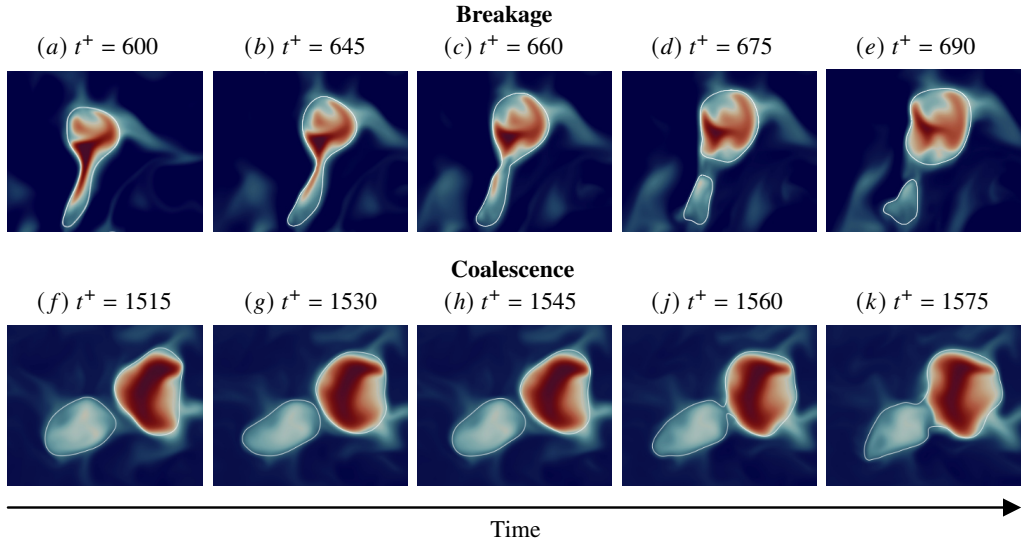 Breakage
(a) t⁺ = 600 (b) t⁺ = 645 (c) t⁺ = 660 (d) t⁺ = 675 (e) t⁺ = 690
Coalescence
(f) t⁺ = 1515 (g) t⁺ = 1530 (h) t⁺ = 1545 (j) t⁺ = 1560 (k) t⁺ = 1575
Time